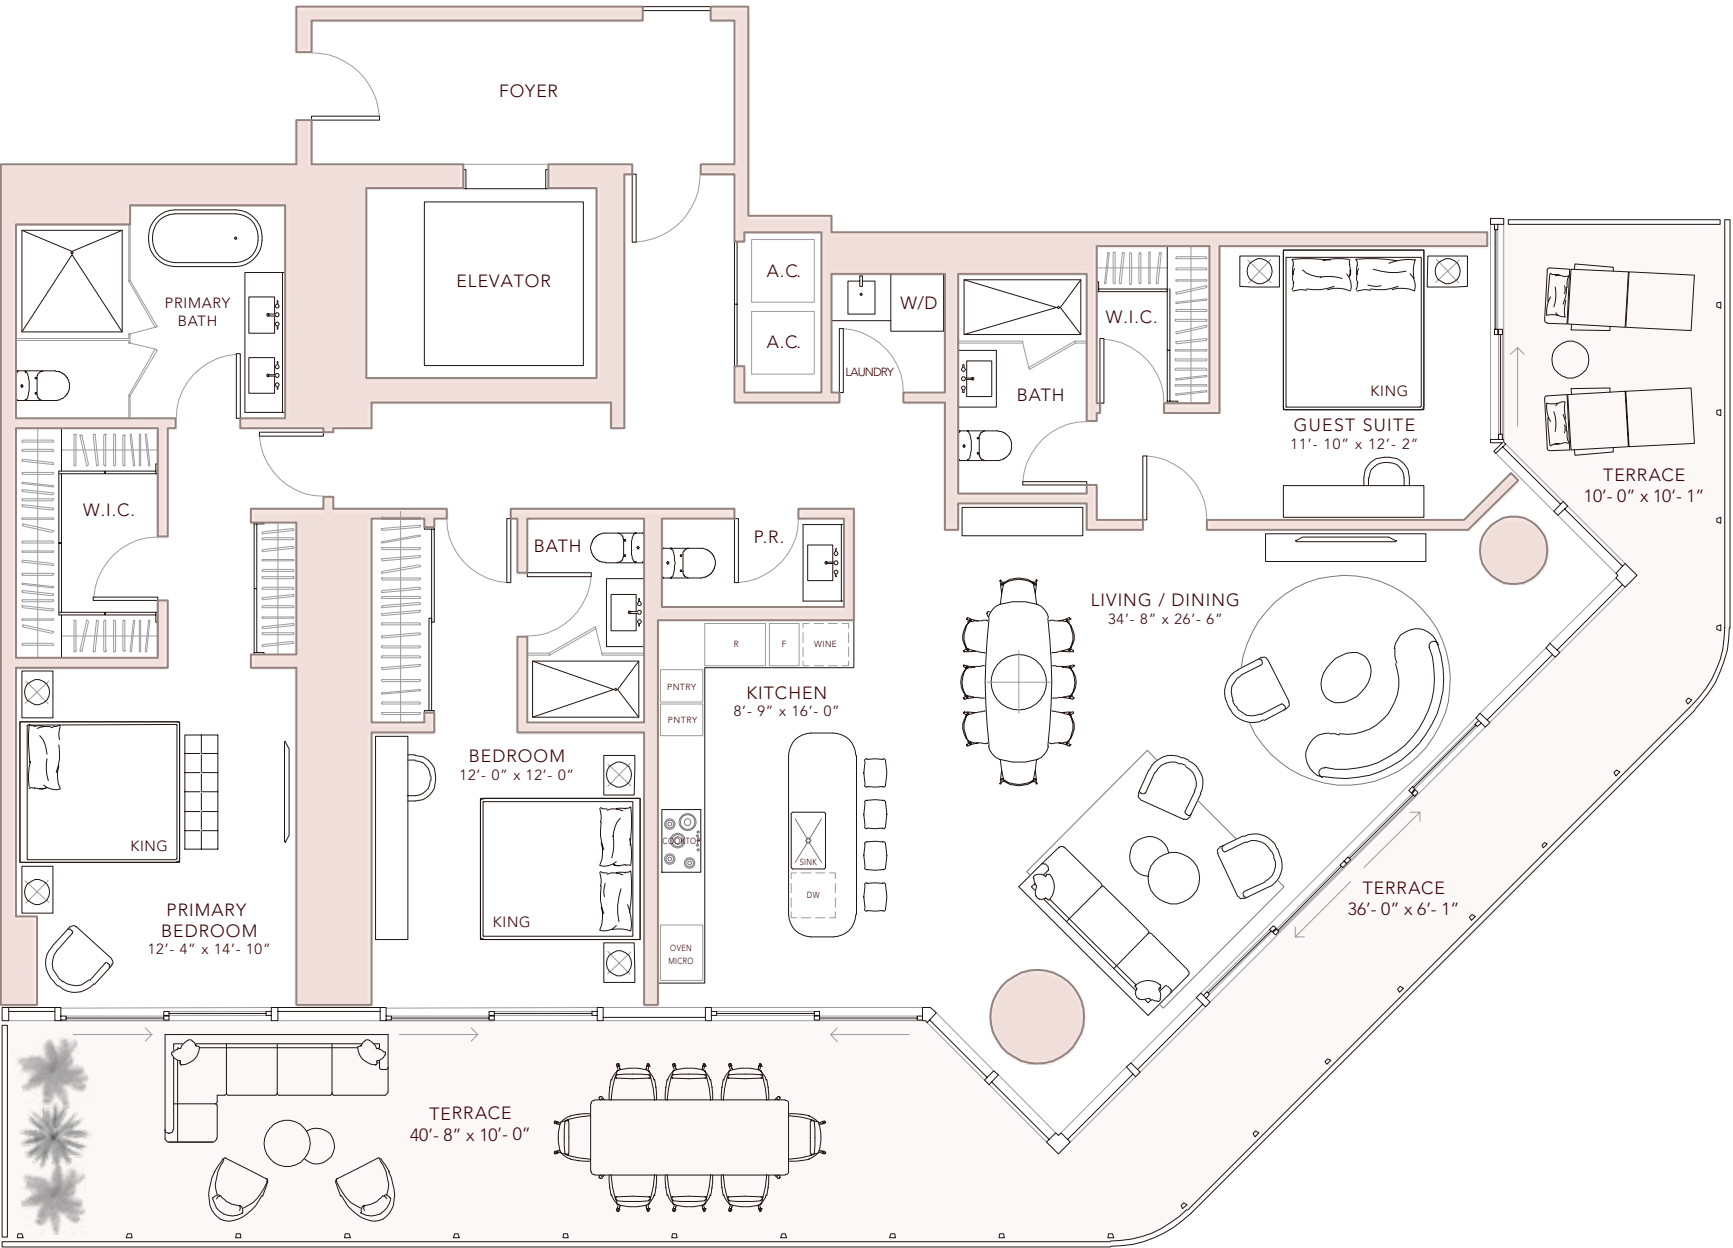 FOYER
ELEVATOR
A.C.
A.C.
W/D
LAUNDRY
PRIMARY
BATH
W.I.C.
BATH
W.I.C.
KING
GUEST SUITE
11'- 10" x 12'- 2"
TERRACE
10'- 0" x 10'- 1"
BATH
P.R.
LIVING / DINING
34'- 8" x 26'- 6"
R
F
WINE
PNTRY
PNTRY
KITCHEN
8'- 9" x 16'- 0"
BEDROOM
12'- 0" x 12'- 0"
KING
KING
COOKTO
SINK
DW
OVEN
MICRO
PRIMARY
BEDROOM
12'- 4" x 14'- 10"
TERRACE
36'- 0" x 6'- 1"
TERRACE
40'- 8" x 10'- 0"